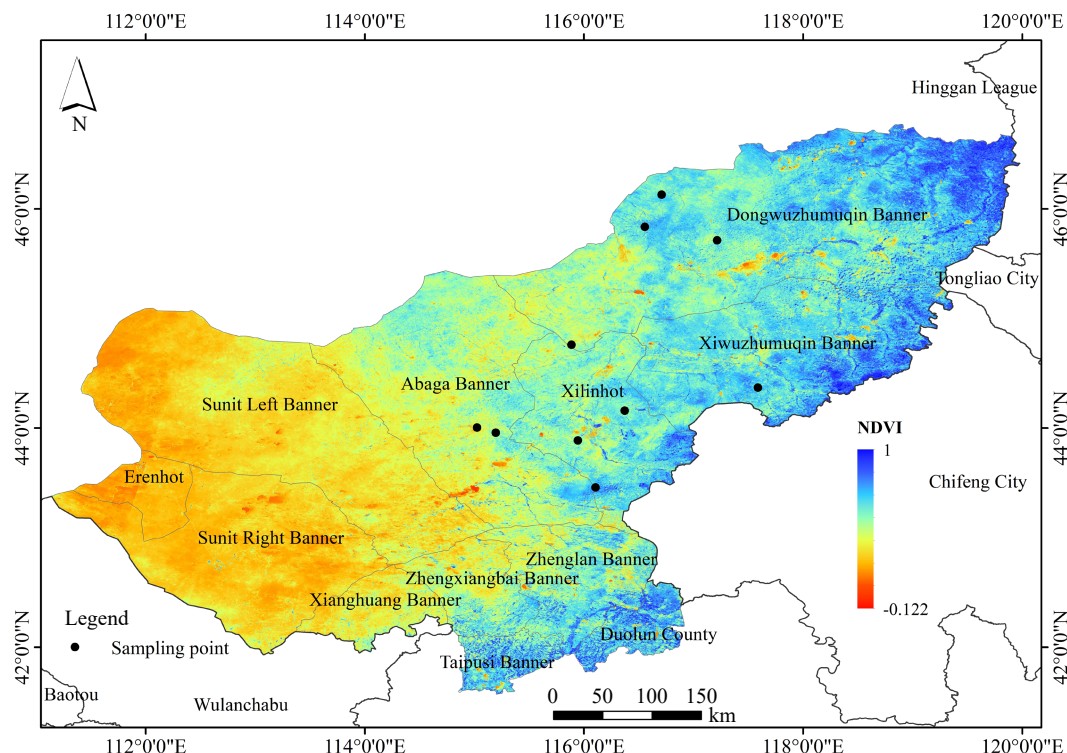 112°0'0"E 114°0'0"E 116°0'0"E 118°0'0"E 120°0'0"E
Hinggan League
N
46°0'0"N
46°0'0"N
Dongwuzhumuqin Banner
Tongliao City
Xiwuzhumuqin Banner
Abaga Banner
Xilinhot
Sunit Left Banner
44°0'0"N
44°0'0"N
NDVI
1
Erenhot
Chifeng City
Sunit Right Banner
Zhenglan Banner
Zhengxiangbai Banner
Xianghuang Banner
-0.122
Legend
Sampling point
Duolun County
42°0'0"N
42°0'0"N
Taipusi Banner
Baotou
Wulanchabu
0 50 100 150
km
112°0'0"E 114°0'0"E 116°0'0"E 118°0'0"E 120°0'0"E